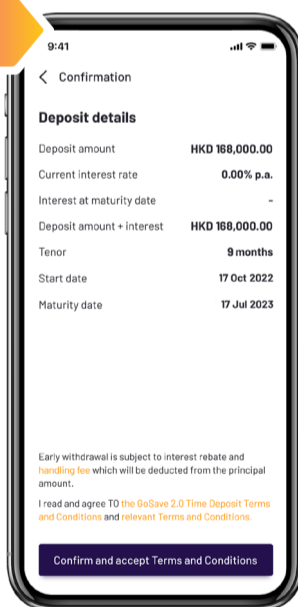 9:41
Confirmation
Deposit details
Deposit amount HKD 168,000.00
Current interest rate 0.00% p.a.
Interest at maturity date -
Deposit amount + interest HKD 168,000.00
Tenor 9 months
Start date 17 Oct 2022
Maturity date 17 Jul 2023
Early withdrawal is subject to interest rebate and
handling fee which will be deducted from the principal
amount.
I read and agree TO the GoSave 2.0 Time Deposit Terms
and Conditions and relevant Terms and Conditions.
Confirm and accept Terms and Conditions